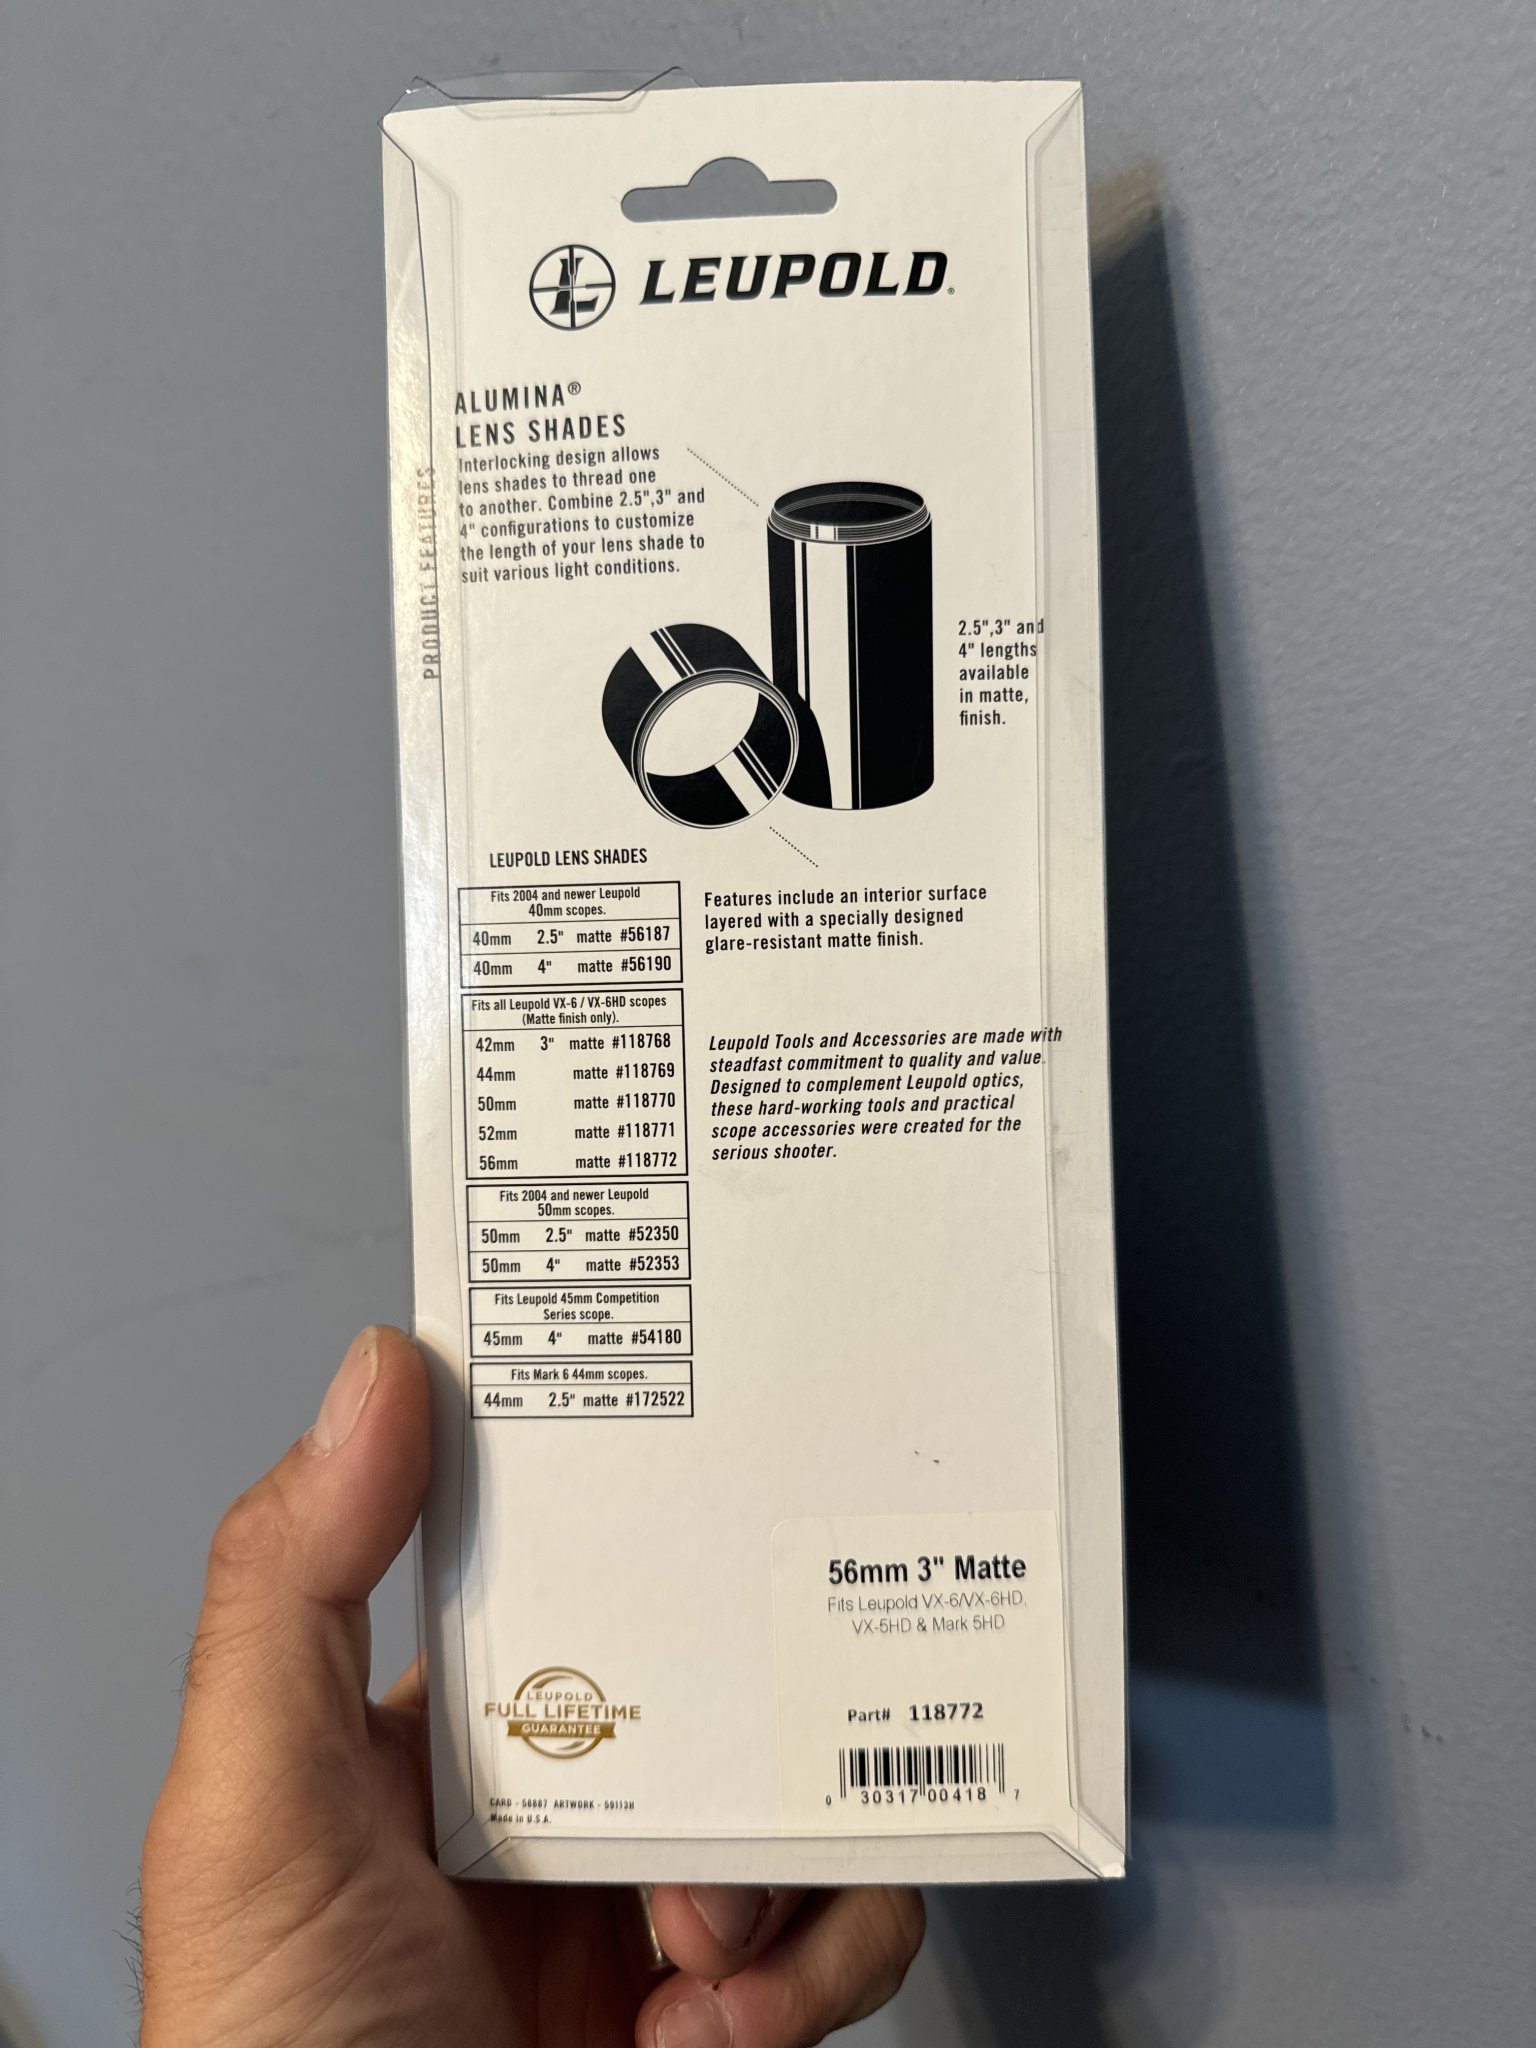 LEUPOLD®
ALUMINA®
LENS SHADES
Interlocking design allows
lens shades to thread one
to another. Combine 2.5",3" and
4" configurations to customize
the length of your lens shade to
suit various light conditions.
PRODUCT FEATURES
2.5",3" and
4" lengths
available
in matte,
finish.
LEUPOLD LENS SHADES
Fits 2004 and newer Leupold
40mm scopes.
40mm 2.5" matte #56187
40mm 4" matte #56190
Fits all Leupold VX-6 / VX-6HD scopes
(Matte finish only).
42mm 3" matte #118768
44mm matte #118769
50mm matte #118770
52mm matte #118771
56mm matte #118772
Fits 2004 and newer Leupold
50mm scopes.
50mm 2.5" matte #52350
50mm 4" matte #52353
Fits Leupold 45mm Competition
Series scope.
45mm 4" matte #54180
Fits Mark 6 44mm scopes.
44mm 2.5" matte #172522
Features include an interior surface
layered with a specially designed
glare-resistant matte finish.
Leupold Tools and Accessories are made with
steadfast commitment to quality and value.
Designed to complement Leupold optics,
these hard-working tools and practical
scope accessories were created for the
serious shooter.
56mm 3" Matte
Fits Leupold VX-6/VX-6HD,
VX-5HD & Mark 5HD
Part# 118772
0 30317 00418 7
LEUPOLD
FULL LIFETIME
GUARANTEE
CARD - 58887 ARTWORK - 59113H
Made in U.S.A.